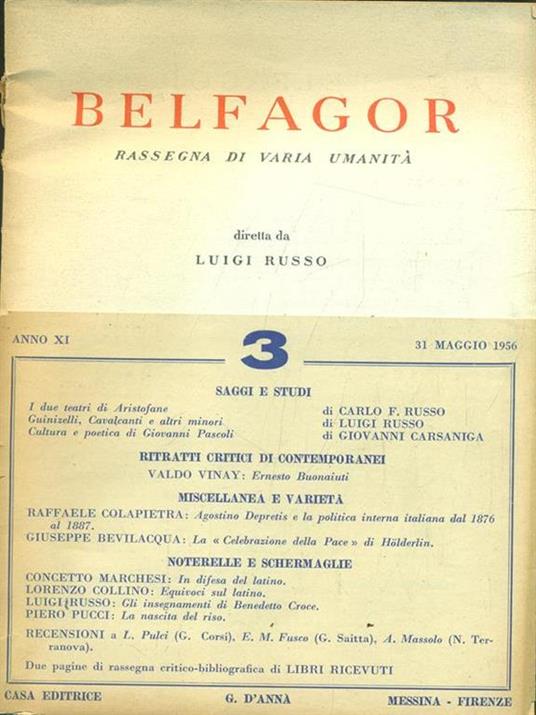 BELFAGOR
RASSEGNA DI VARIA UMANITÀ
diretta da
LUIGI RUSSO
ANNO XI
3
31 MAGGIO 1956
SAGGI E STUDI
I due teatri di Aristofane di CARLO F. RUSSO
Guinizelli, Cavalcanti e altri minori di LUIGI RUSSO
Cultura e poetica di Giovanni Pascoli di GIOVANNI CARSANIGA
RITRATTI CRITICI DI CONTEMPORANEI
VALDO VINAY: Ernesto Buonaiuti
MISCELLANEA E VARIETÀ
RAFFAELE COLAPIETRA: Agostino Depretis e la politica interna italiana dal 1876
al 1887.
GIUSEPPE BEVILACQUA: La « Celebrazione della Pace » di Hölderlin.
NOTERELLE E SCHERMAGLIE
CONCETTO MARCHESI: In difesa del latino.
LORENZO COLLINO: Equivoci sul latino.
LUIGI RUSSO: Gli insegnamenti di Benedetto Croce.
PIERO PUCCI: La nascita del riso.
RECENSIONI a L. Pulci (G. Corsi), E. M. Fusco (G. Saitta), A. Massolo (N. Ter-
ranova).
Due pagine di rassegna critico-bibliografica di LIBRI RICEVUTI
CASA EDITRICE G. D'ANNA MESSINA - FIRENZE